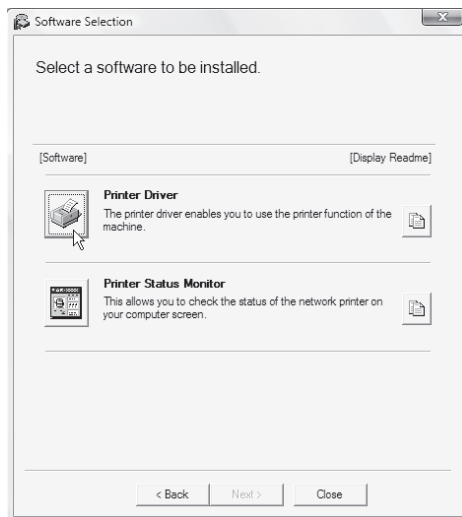 Software Selection
Select a software to be installed.
[Software] [Display Readme]
Printer Driver
The printer driver enables you to use the printer function of the
machine.
Printer Status Monitor
This allows you to check the status of the network printer on
your computer screen.
< Back Next > Close